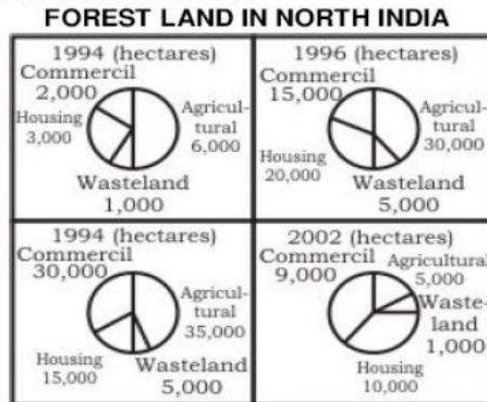 FOREST LAND IN NORTH INDIA
1994 (hectares)
Commercil
2,000
Housing
3,000
Agricul-
tural
6,000
Wasteland
1,000
1996 (hectares)
Commercil
15,000
Agricul-
tural
30,000
Housing
20,000
Wasteland
5,000
1994 (hectares)
Commercil
30,000
Agricul-
tural
35,000
Housing
15,000
Wasteland
5,000
2002 (hectares)
Commercil
9,000
Agricultural
5,000
Waste-
land
1,000
Housing
10,000